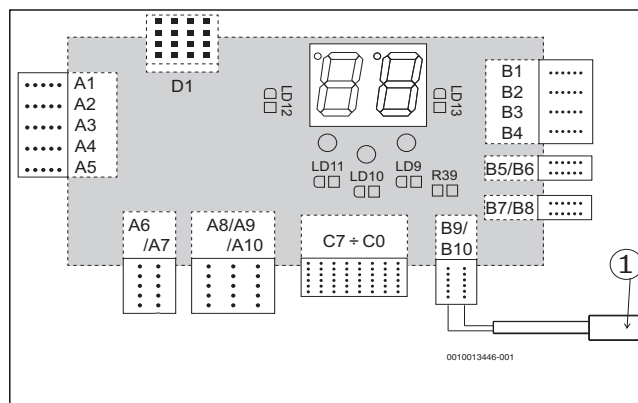 D1
A1
A2
A3
A4
A5
LD12
LD13
B1
B2
B3
B4
LD11
LD10
LD9
R39
B5/B6
B7/B8
A6
/A7
A8/A9
/A10
C7 ÷ C0
B9/
B10
1
0010013446-001